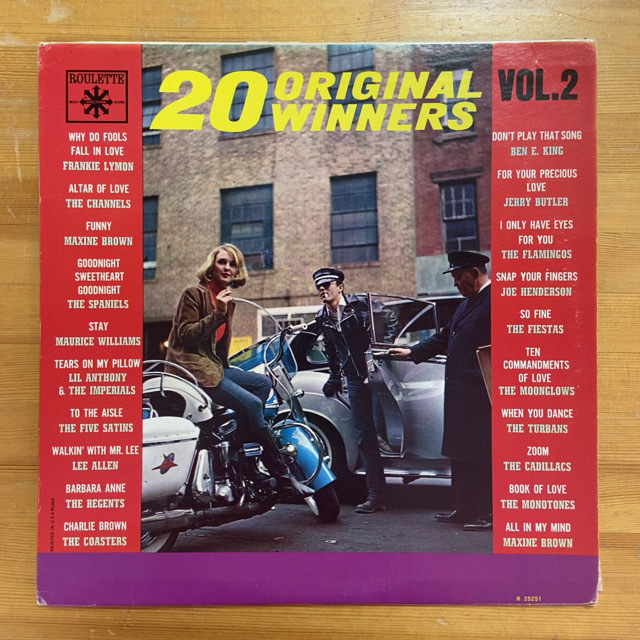 ROULETTE
20 ORIGINAL
WINNERS
VOL.2
WHY DO FOOLS
FALL IN LOVE
FRANKIE LYMON
ALTAR OF LOVE
THE CHANNELS
FUNNY
MAXINE BROWN
GOODNIGHT
SWEETHEART
GOODNIGHT
THE SPANIELS
STAY
MAURICE WILLIAMS
TEARS ON MY PILLOW
LIL ANTHONY
& THE IMPERIALS
TO THE AISLE
THE FIVE SATINS
WALKIN' WITH MR. LEE
LEE ALLEN
BARBARA ANNE
THE REGENTS
CHARLIE BROWN
THE COASTERS
DON'T PLAY THAT SONG
BEN E. KING
FOR YOUR PRECIOUS
LOVE
JERRY BUTLER
I ONLY HAVE EYES
FOR YOU
THE FLAMINGOS
SNAP YOUR FINGERS
JOE HENDERSON
SO FINE
THE FIESTAS
TEN
COMMANDMENTS
OF LOVE
THE MOONGLOWS
WHEN YOU DANCE
THE TURBANS
ZOOM
THE CADILLACS
BOOK OF LOVE
THE MONOTONES
ALL IN MY MIND
MAXINE BROWN
PRINTED IN U.S.A.
R 25251